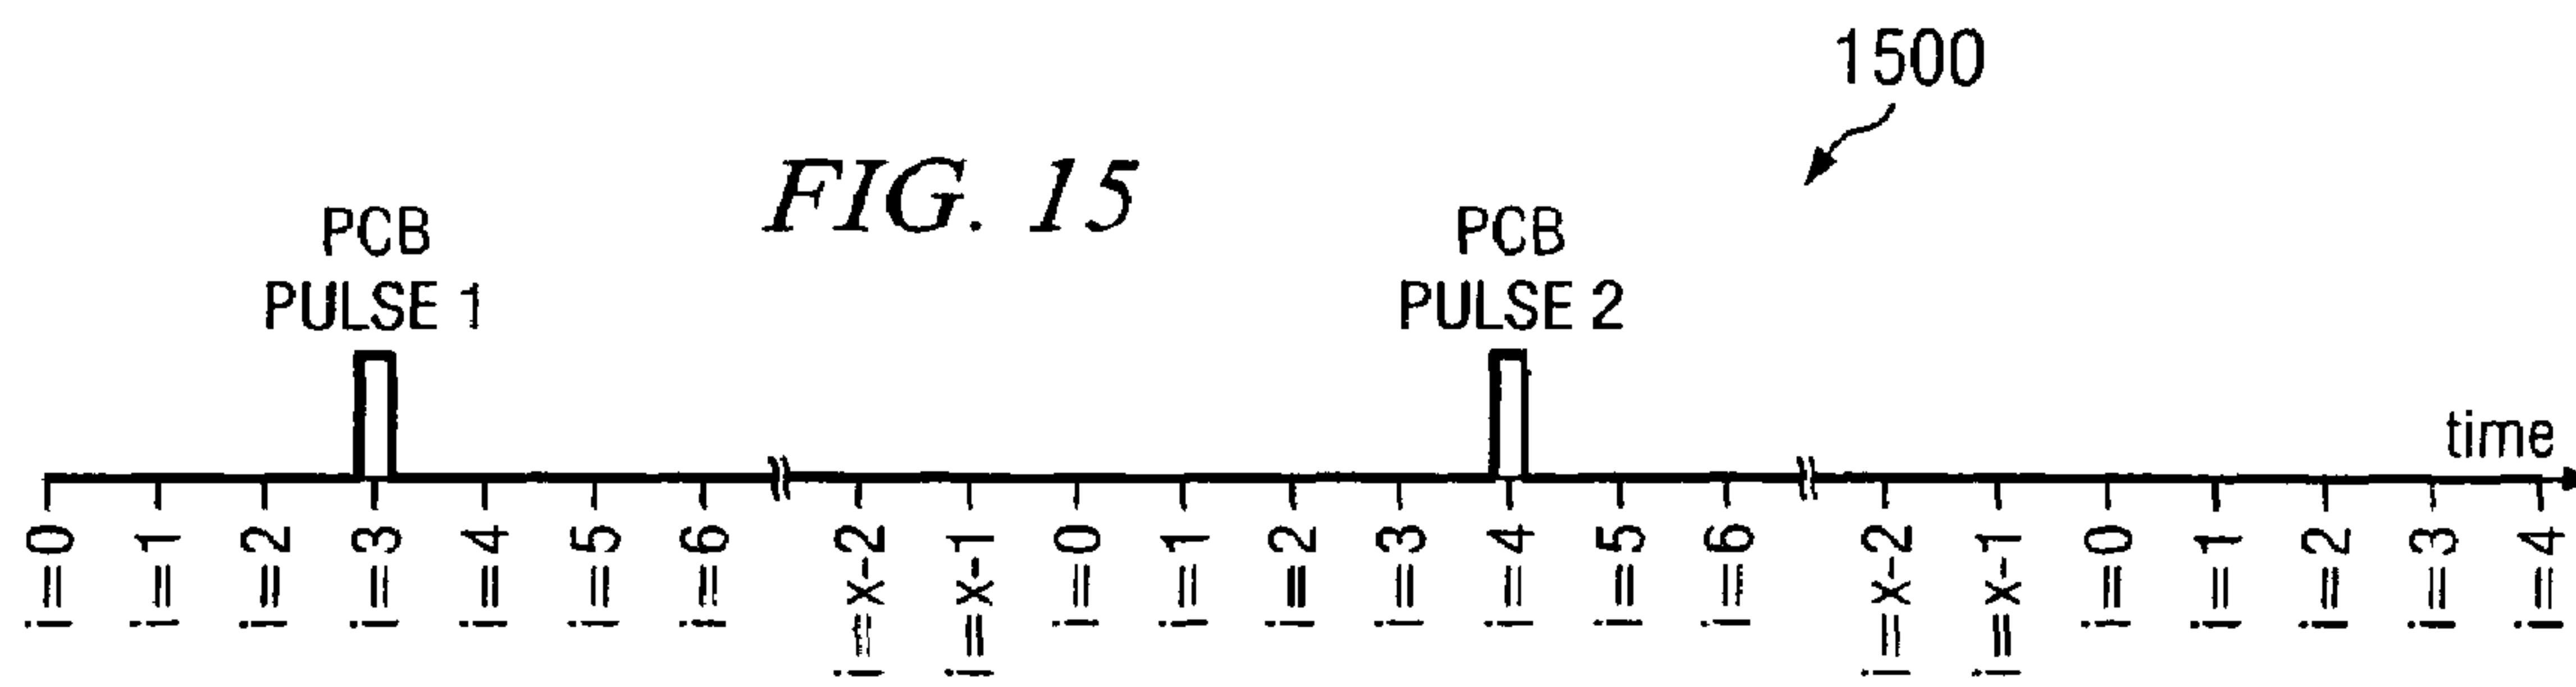 1500
FIG. 15
PCB
PULSE 1
PCB
PULSE 2
time
i=0
i=1
i=2
i=3
i=4
i=5
i=6
i=x-2
i=x-1
i=0
i=1
i=2
i=3
i=4
i=5
i=6
i=x-2
i=x-1
i=0
i=1
i=2
i=3
i=4